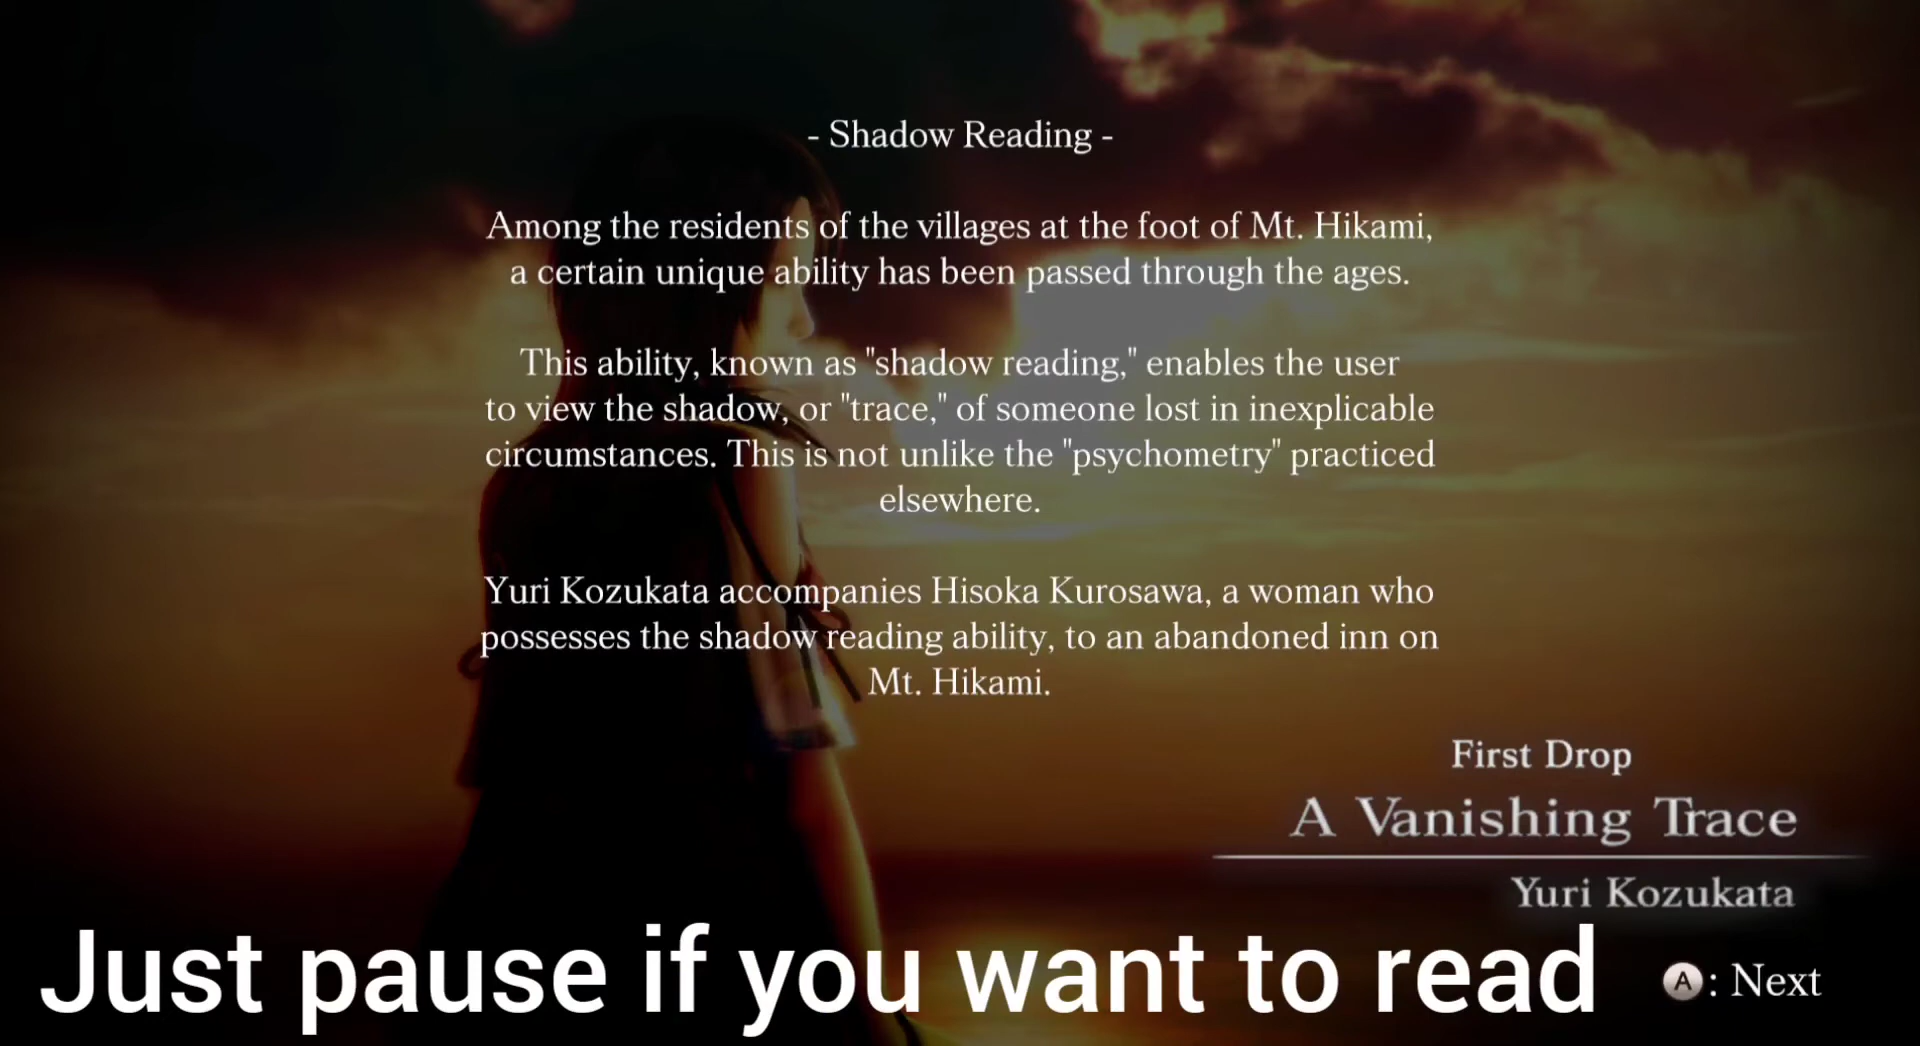 - Shadow Reading -
Among the residents of the villages at the foot of Mt. Hikami,
a certain unique ability has been passed through the ages.
This ability, known as "shadow reading," enables the user
to view the shadow, or "trace," of someone lost in inexplicable
circumstances. This is not unlike the "psychometry" practiced
elsewhere.
Yuri Kozukata accompanies Hisoka Kurosawa, a woman who
possesses the shadow reading ability, to an abandoned inn on
Mt. Hikami.
First Drop
A Vanishing Trace
Yuri Kozukata
Just pause if you want to read
A: Next